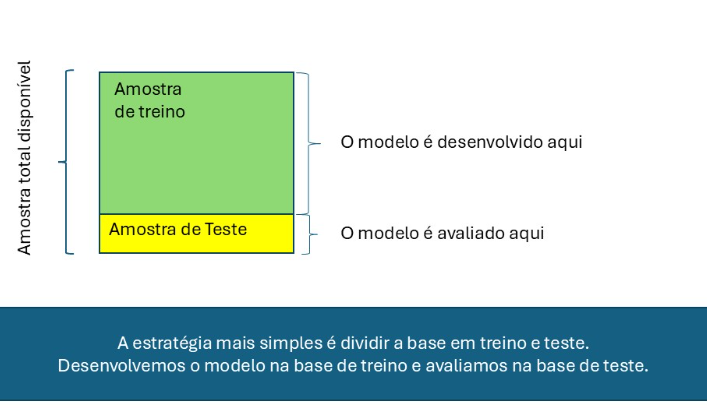 Amostra total disponível
Amostra
de treino
O modelo é desenvolvido aqui
Amostra de Teste
O modelo é avaliado aqui
A estratégia mais simples é dividir a base em treino e teste.
Desenvolvemos o modelo na base de treino e avaliamos na base de teste.